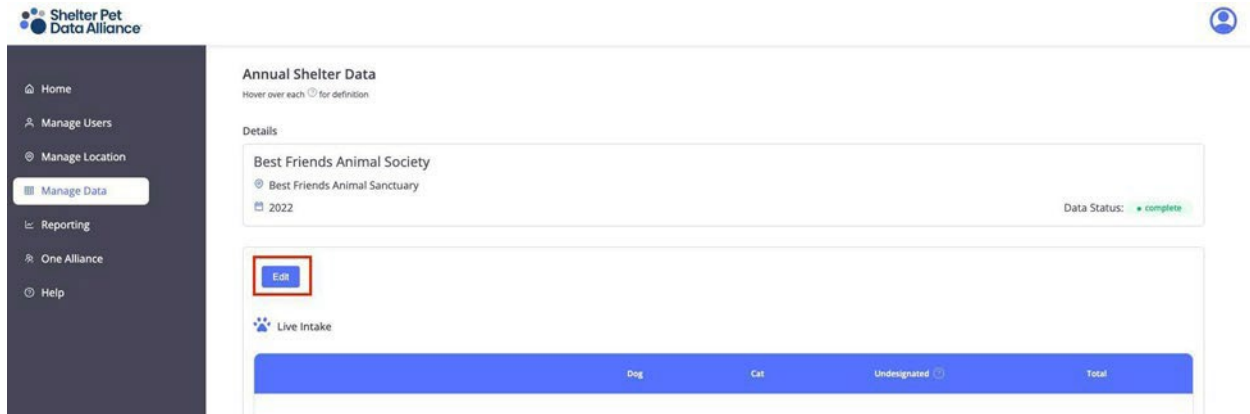 Shelter Pet
Data Alliance
Home
Manage Users
Manage Location
Manage Data
Reporting
One Alliance
Help
Annual Shelter Data
Hover over each ? for definition
Details
Best Friends Animal Society
Best Friends Animal Sanctuary
2022
Data Status: complete
Edit
Live Intake
Dog Cat Undesignated ? Total